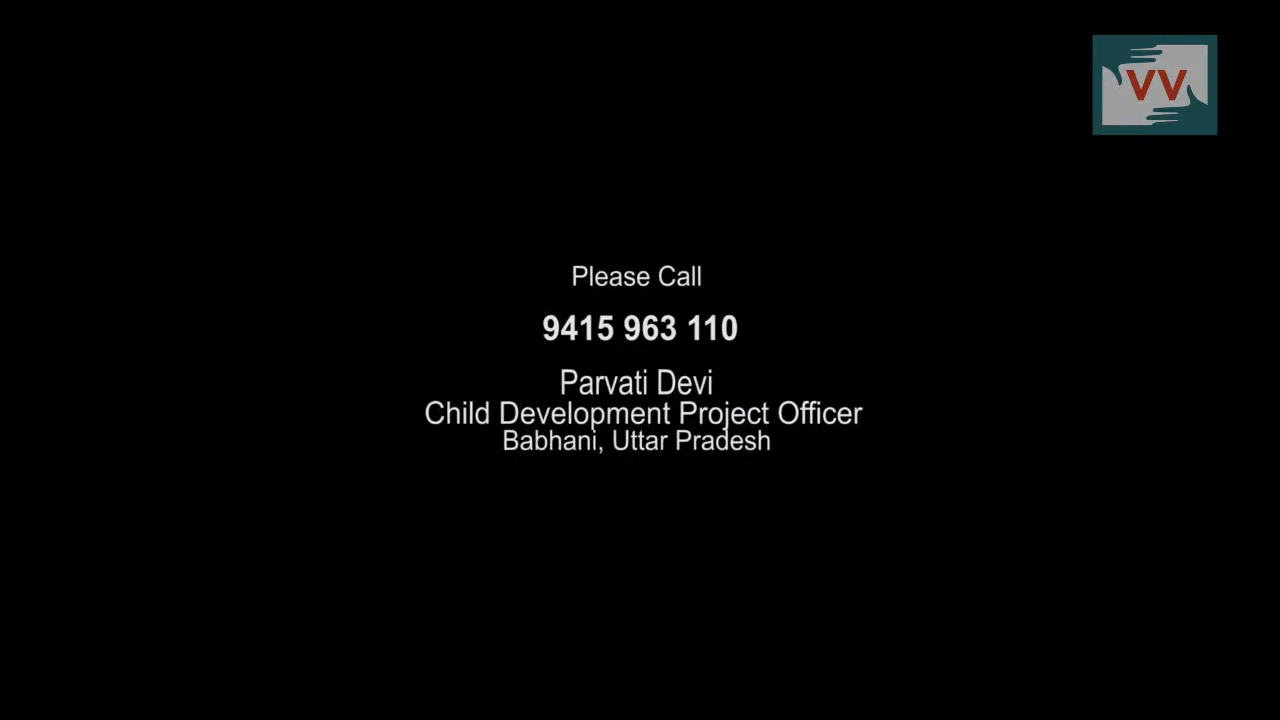 VV
Please Call
9415 963 110
Parvati Devi
Child Development Project Officer
Babhani, Uttar Pradesh